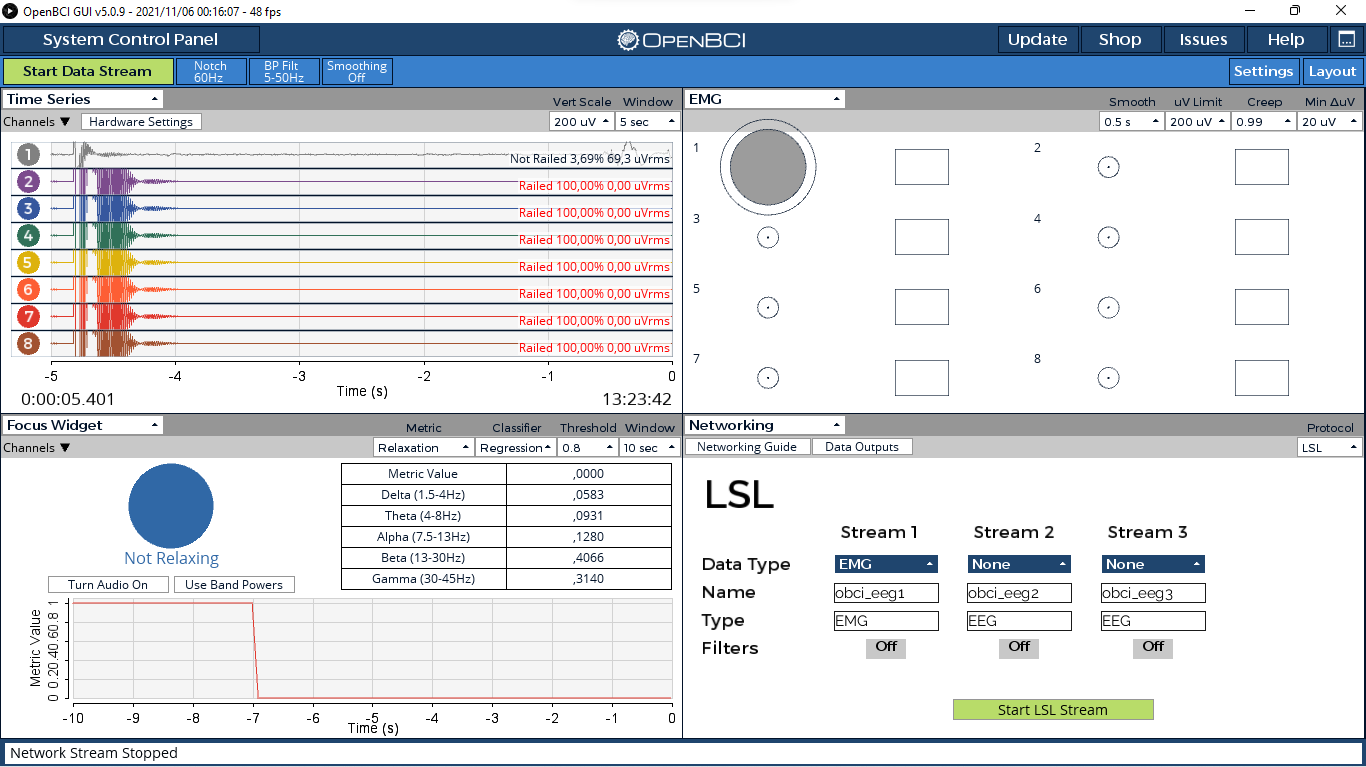 OpenBCI GUI v5.0.9 - 2021/11/06 00:16:07 - 48 fps
System Control Panel
OPENBCI
Update Shop Issues Help
Start Data Stream
Notch
60Hz
BP Filt
5-50Hz
Smoothing
Off
Settings Layout
Time Series
Vert Scale Window
Channels ▼ Hardware Settings 200 uV 5 sec
1 Not Railed 3,69% 69,3 uVrms
2 Railed 100,00% 0,00 uVrms
3 Railed 100,00% 0,00 uVrms
4 Railed 100,00% 0,00 uVrms
5 Railed 100,00% 0,00 uVrms
6 Railed 100,00% 0,00 uVrms
7 Railed 100,00% 0,00 uVrms
8 Railed 100,00% 0,00 uVrms
-5 -4 -3 -2 -1 0
Time (s)
0:00:05.401 13:23:42
EMG
Smooth uV Limit Creep Min ΔuV
0.5 s 200 uV 0.99 20 uV
1 2
3 4
5 6
7 8
Focus Widget
Metric Classifier Threshold Window
Channels ▼ Relaxation Regression 0.8 10 sec
Not Relaxing
Turn Audio On Use Band Powers
Metric Value ,0000
Delta (1.5-4Hz) ,0583
Theta (4-8Hz) ,0931
Alpha (7.5-13Hz) ,1280
Beta (13-30Hz) ,4066
Gamma (30-45Hz) ,3140
Metric Value
0 0.20.40.60.8 1
-10 -9 -8 -7 -6 -5 -4 -3 -2 -1 0
Time (s)
Networking
Protocol
Networking Guide Data Outputs LSL
LSL
Stream 1 Stream 2 Stream 3
Data Type EMG None None
Name obci_eeg1 obci_eeg2 obci_eeg3
Type EMG EEG EEG
Filters Off Off Off
Start LSL Stream
Network Stream Stopped